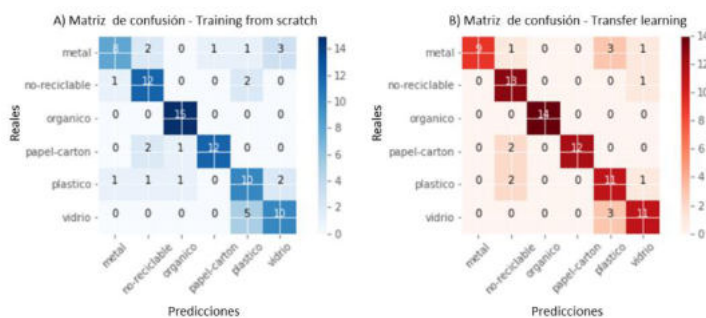 A) Matriz de confusión - Training from scratch
metal 8 2 0 1 1 3
no-reciclable 1 12 0 0 2 0
organico 0 0 15 0 0 0
papel-carton 0 2 1 12 0 0
plastico 1 1 1 0 10 2
vidrio 0 0 0 0 5 10
metal no-reciclable organico papel-carton plastico vidrio
Reales
Predicciones
14
12
10
8
6
4
2
0
B) Matriz de confusión - Transfer learning
metal 9 1 0 0 3 1
no-reciclable 0 13 0 0 0 1
organico 0 0 14 0 0 0
papel-carton 0 2 0 12 0 0
plastico 0 2 0 0 11 1
vidrio 0 0 0 0 3 11
metal no-reciclable organico papel-carton plastico vidrio
Reales
Predicciones
14
12
10
8
6
4
2
0